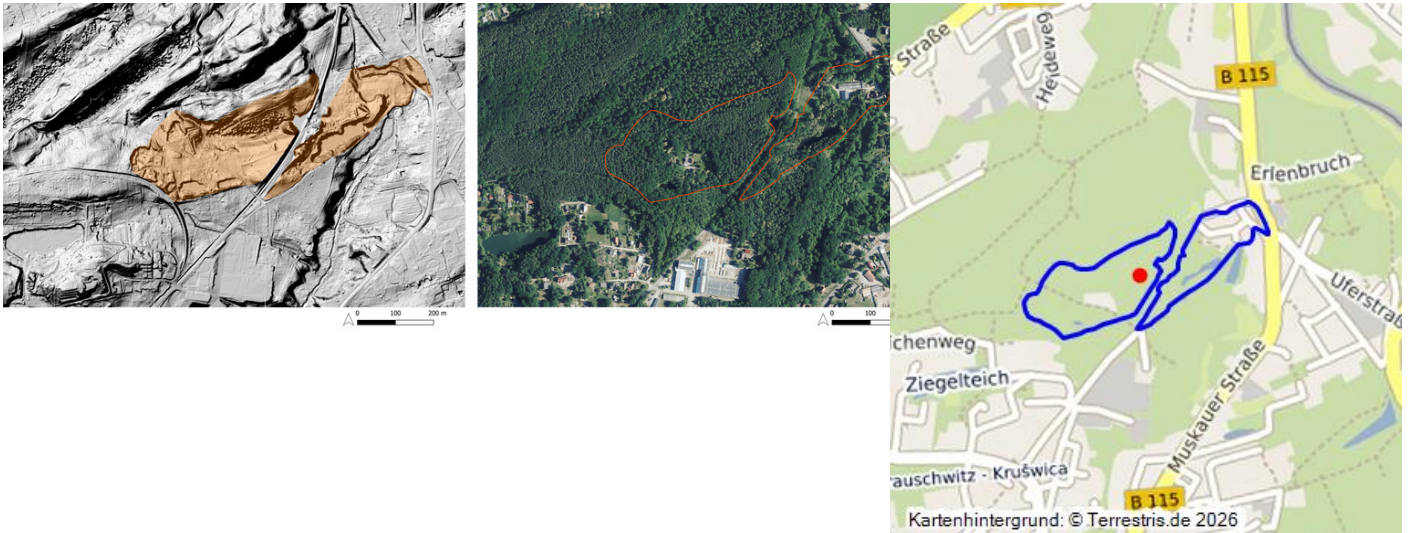 0 100 200 m
0 100
r Straße
Heideweg
B 115
Erlenbruch
Uferstraß
ichenweg
Ziegelteich
Muskauer Straße
rauschwitz - Krušwica
B 115
Kartenhintergrund: © Terrestris.de 2026